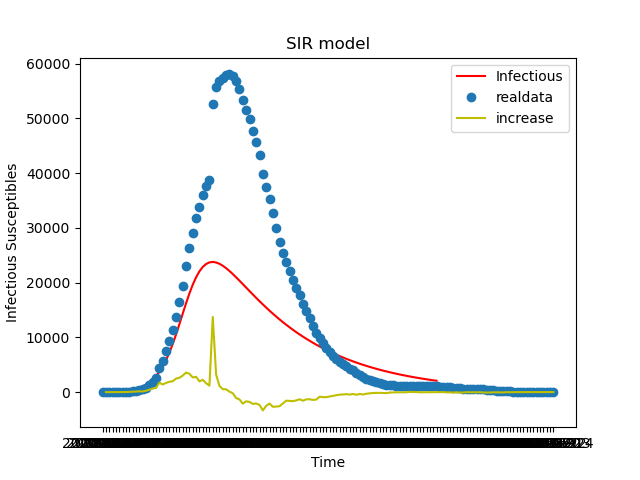 SIR model
Infectious
realdata
increase
60000
50000
40000
30000
20000
10000
0
Infectious Susceptibles
Time